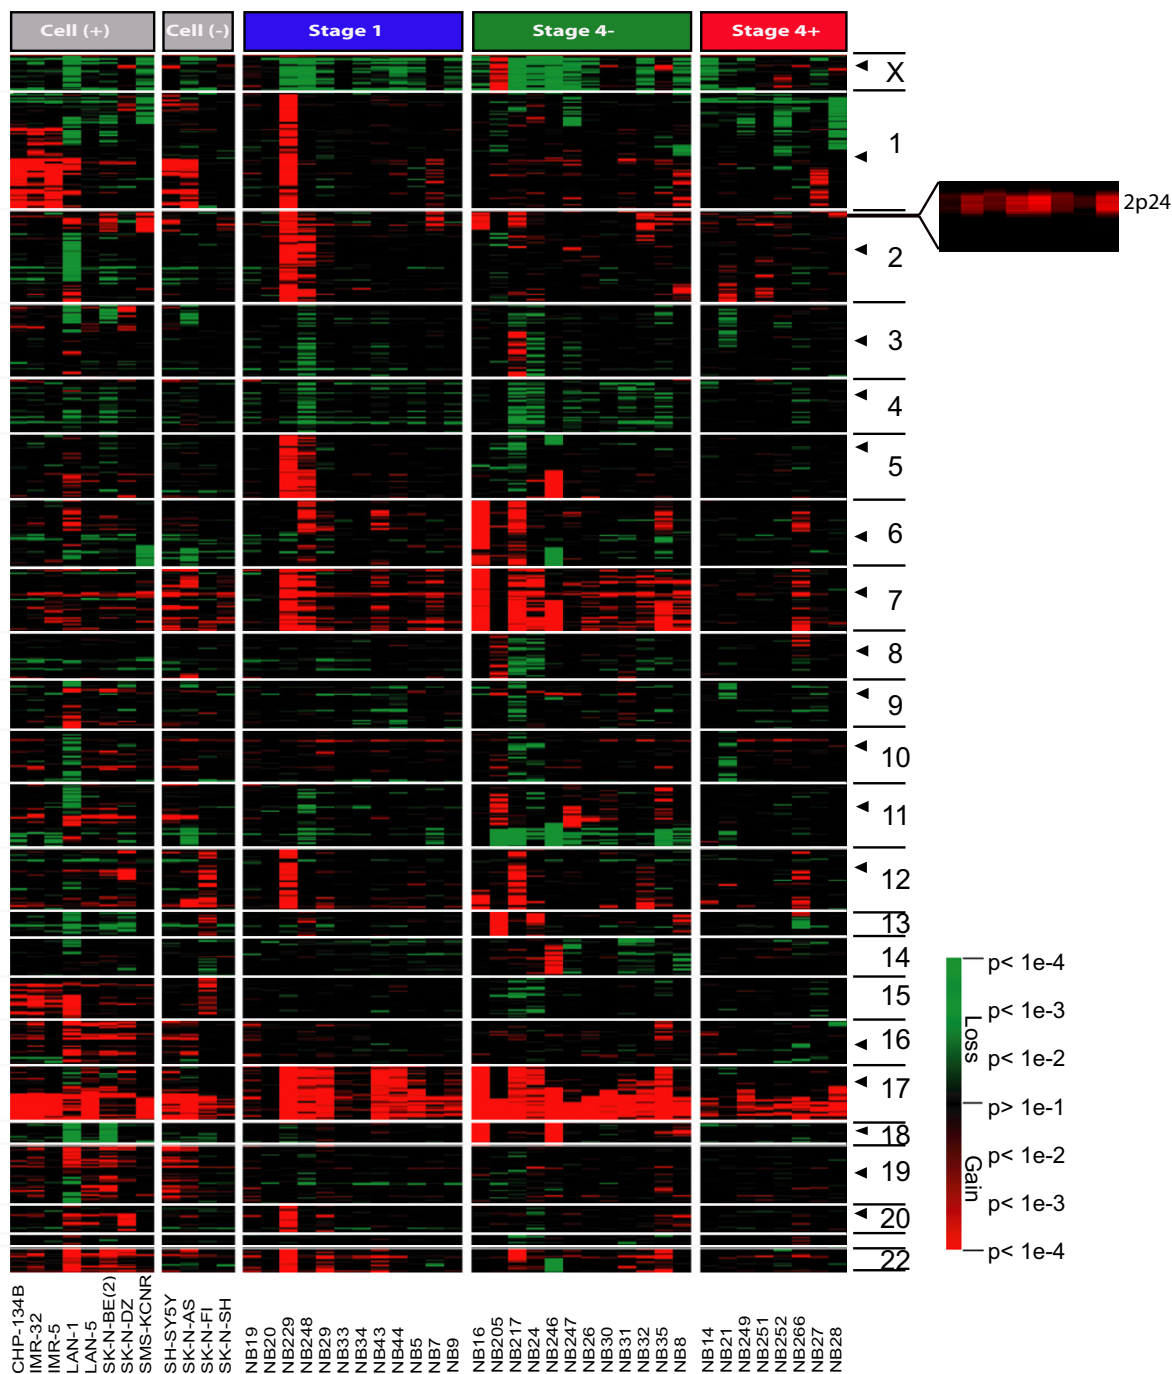 Cell (+) Cell (-) Stage 1 Stage 4- Stage 4+
X
1
2p24
2
3
4
5
6
7
8
9
10
11
12
13
14
15
16
17
18
19
20
22
p< 1e-4
p< 1e-3
p< 1e-2
p> 1e-1
p< 1e-2
p< 1e-3
p< 1e-4
Loss
Gain
CHP-134B
IMR-32
IMR-5
LAN-1
LAN-5
SK-N-BE(2)
SK-N-DZ
SMS-KCNR
SH-SY5Y
SK-N-AS
SK-N-FI
SK-N-SH
NB19
NB20
NB229
NB248
NB29
NB33
NB34
NB43
NB44
NB5
NB7
NB9
NB16
NB205
NB217
NB24
NB246
NB247
NB26
NB30
NB31
NB32
NB35
NB8
NB14
NB21
NB249
NB251
NB252
NB266
NB27
NB28